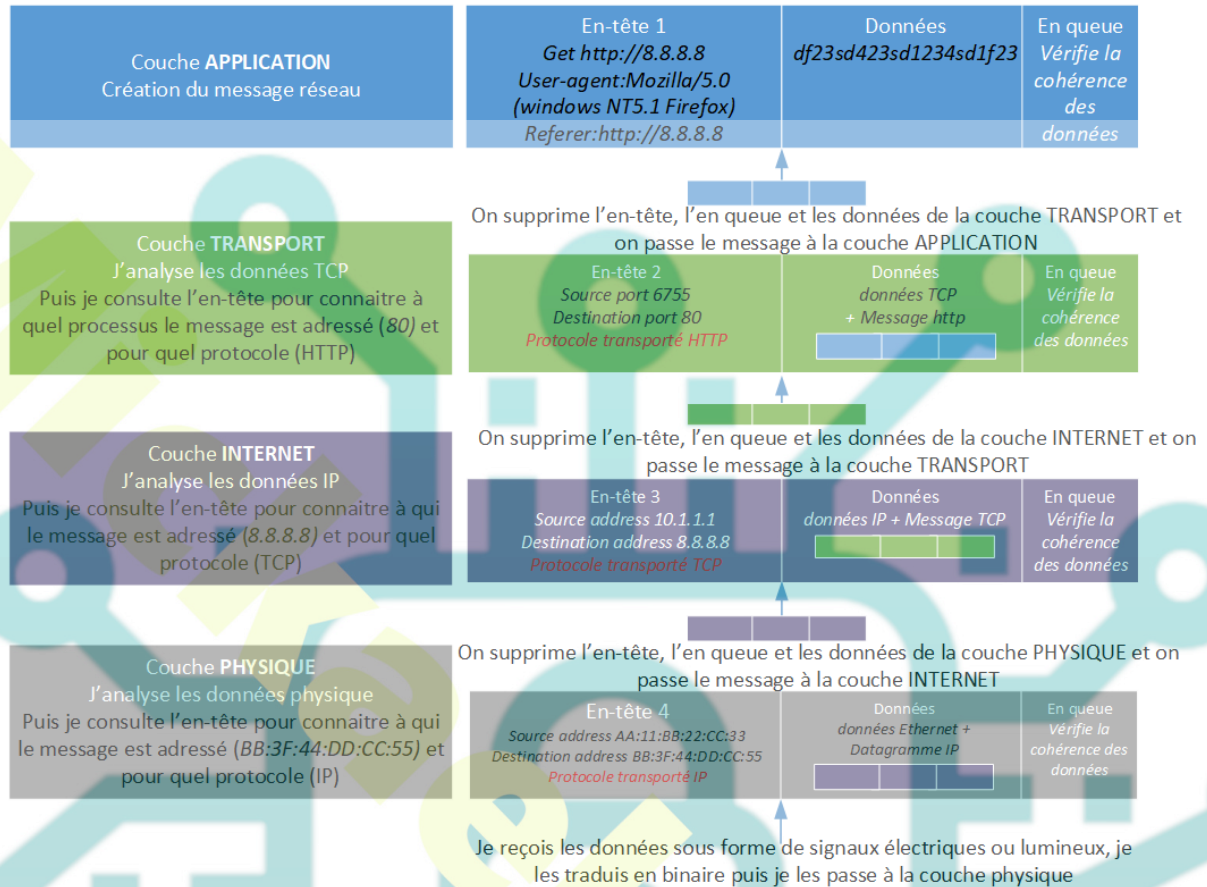 Couche APPLICATION
Création du message réseau
En-tête 1
Get http://8.8.8.8
User-agent:Mozilla/5.0
(windows NT5.1 Firefox)
Referer:http://8.8.8.8
Données
df23sd423sd1234sd1f23
En queue
Vérifie la
cohérence
des
données
On supprime l’en-tête, l’en queue et les données de la couche TRANSPORT et
on passe le message à la couche APPLICATION
Couche TRANSPORT
J’analyse les données TCP
Puis je consulte l’en-tête pour connaitre à
quel processus le message est adressé (80) et
pour quel protocole (HTTP)
En-tête 2
Source port 6755
Destination port 80
Protocole transporté HTTP
Données
données TCP
+ Message http
En queue
Vérifie la
cohérence
des données
On supprime l’en-tête, l’en queue et les données de la couche INTERNET et on
passe le message à la couche TRANSPORT
Couche INTERNET
J’analyse les données IP
Puis je consulte l’en-tête pour connaitre à qui
le message est adressé (8.8.8.8) et pour quel
protocole (TCP)
En-tête 3
Source address 10.1.1.1
Destination address 8.8.8.8
Protocole transporté TCP
Données
données IP + Message TCP
En queue
Vérifie la
cohérence
des données
On supprime l’en-tête, l’en queue et les données de la couche PHYSIQUE et on
passe le message à la couche INTERNET
Couche PHYSIQUE
J’analyse les données physique
Puis je consulte l’en-tête pour connaitre à qui
le message est adressé (BB:3F:44:DD:CC:55) et
pour quel protocole (IP)
En-tête 4
Source address AA:11:BB:22:CC:33
Destination address BB:3F:44:DD:CC:55
Protocole transporté IP
Données
données Ethernet +
Datagramme IP
En queue
Vérifie la
cohérence des
données
Je reçois les données sous forme de signaux électriques ou lumineux, je
les traduis en binaire puis je les passe à la couche physique